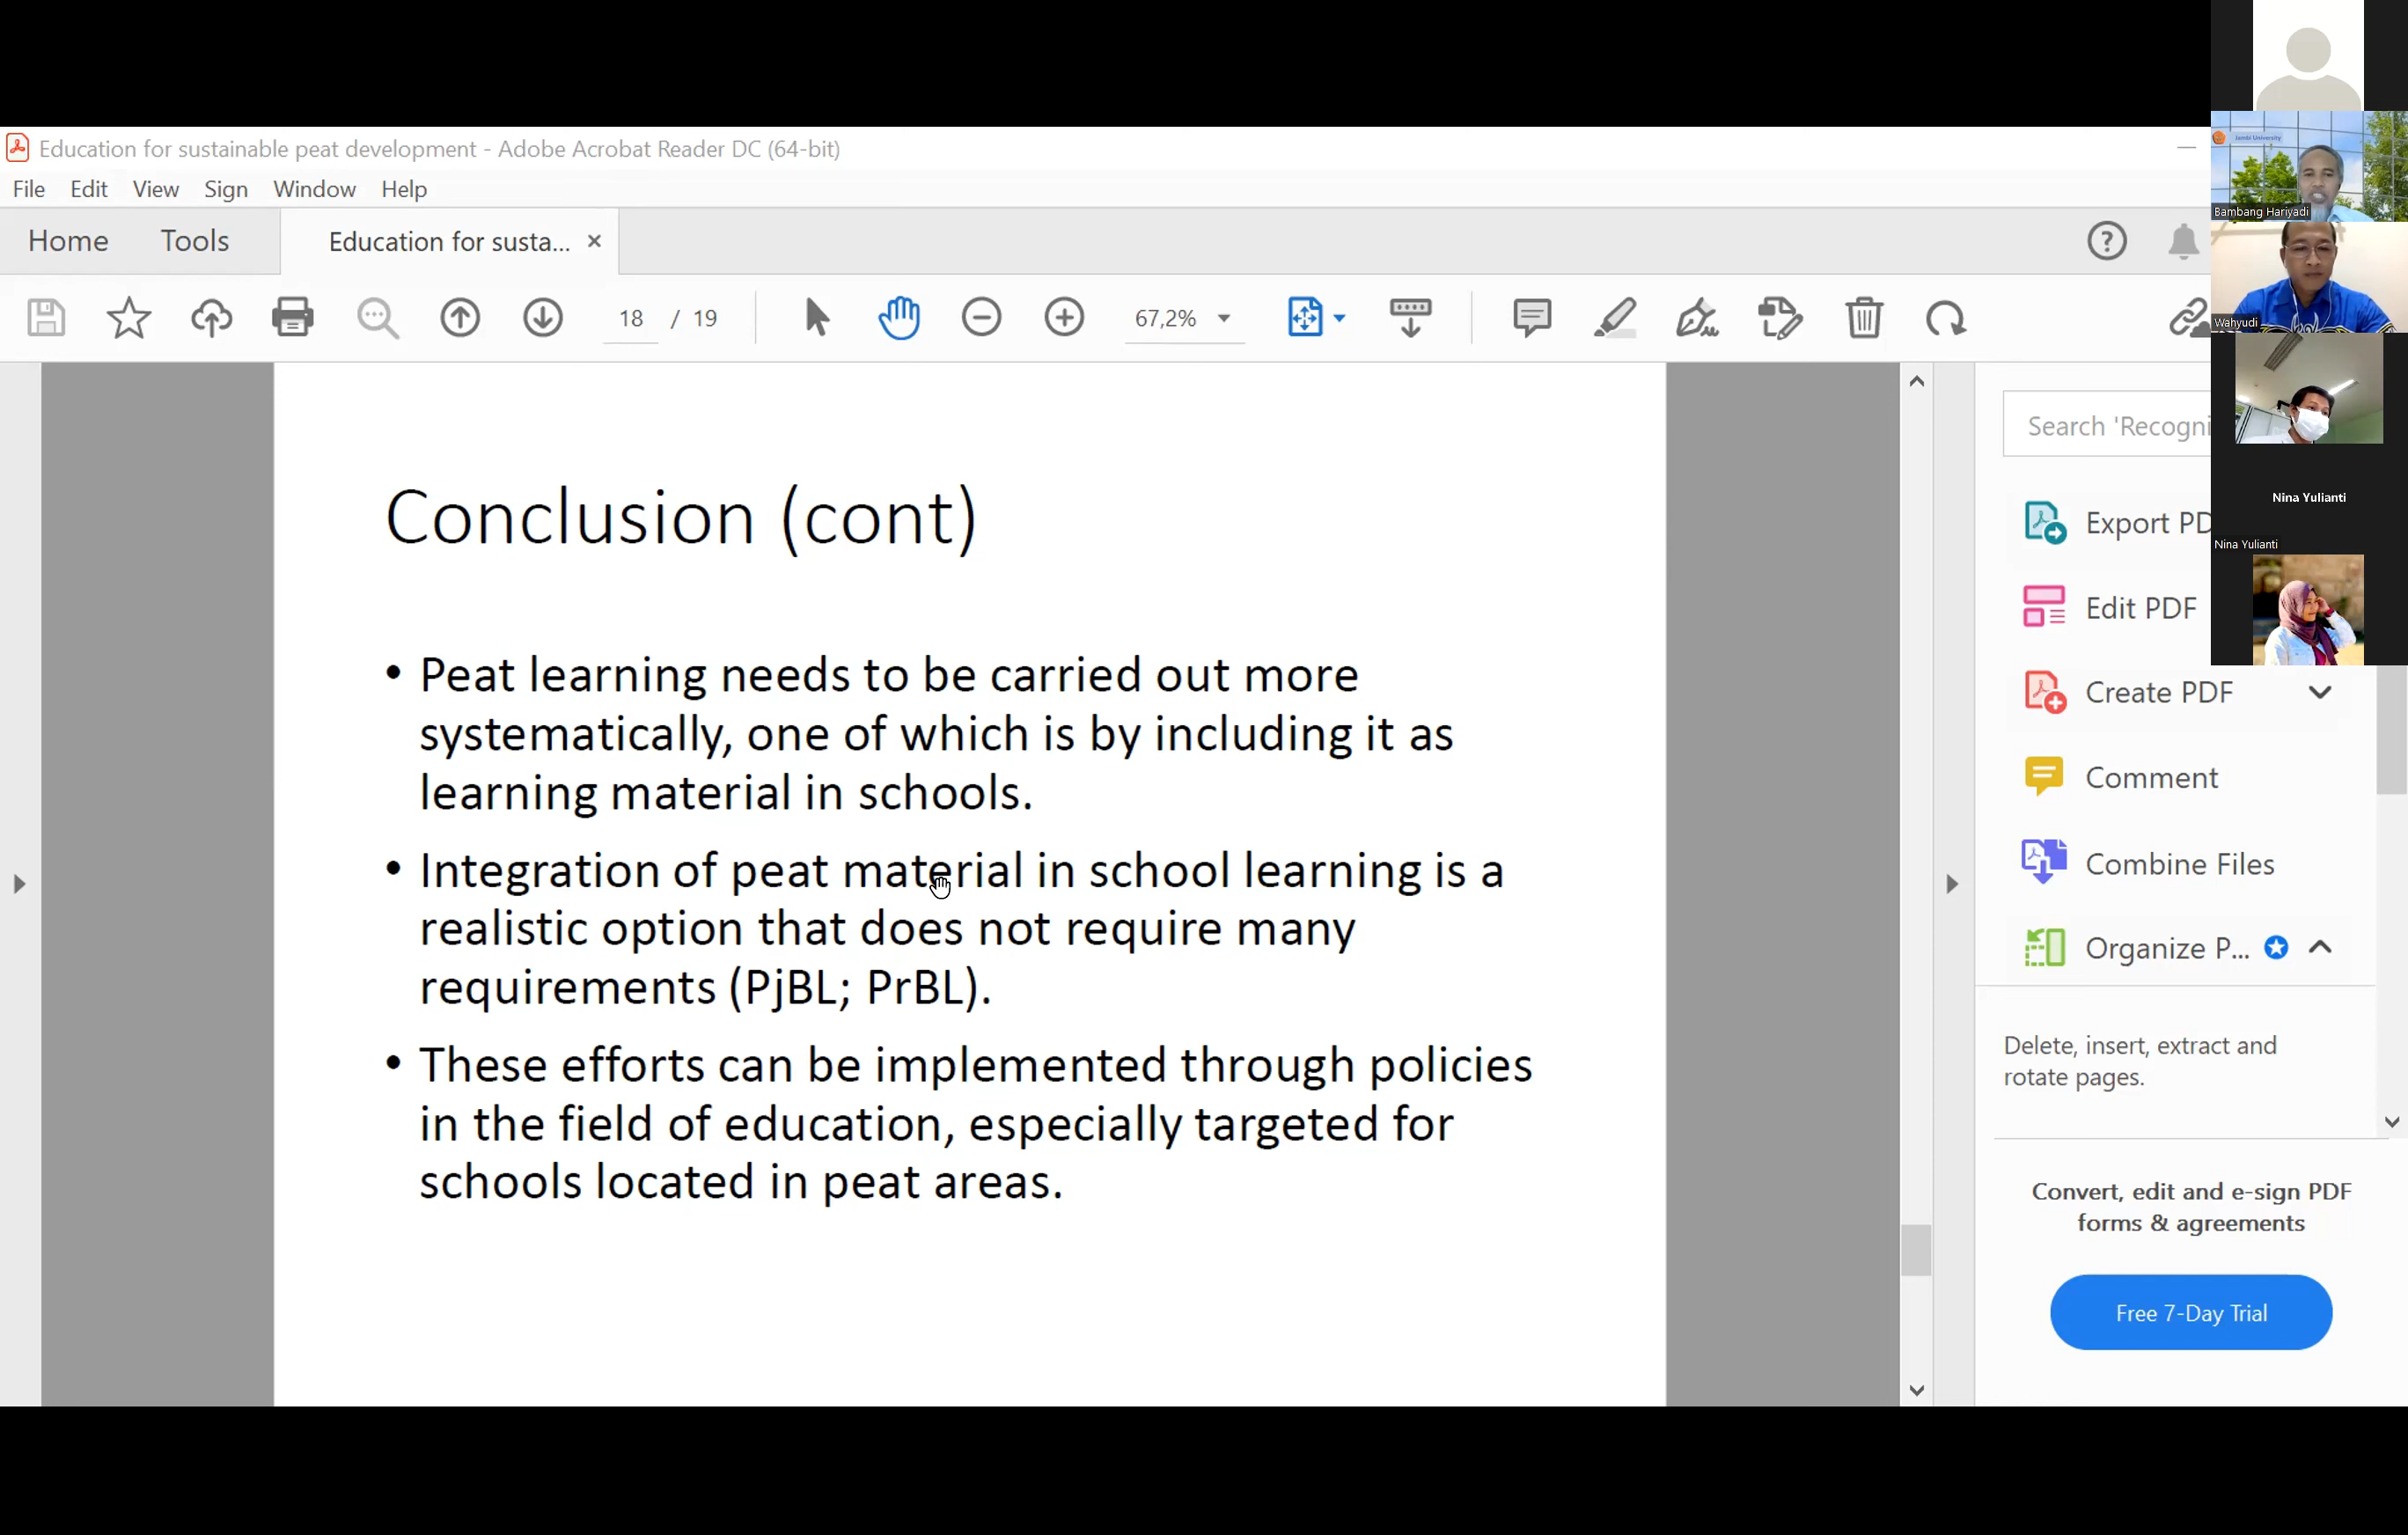 Education for sustainable peat development - Adobe Acrobat Reader DC (64-bit)
File Edit View Sign Window Help
Home Tools Education for susta... ×
18 / 19 67,2%
Conclusion (cont)
• Peat learning needs to be carried out more
systematically, one of which is by including it as
learning material in schools.
• Integration of peat material in school learning is a
realistic option that does not require many
requirements (PjBL; PrBL).
• These efforts can be implemented through policies
in the field of education, especially targeted for
schools located in peat areas.
Search 'Recogni
Export PD
Edit PDF
Create PDF
Comment
Combine Files
Organize P...
Delete, insert, extract and
rotate pages.
Convert, edit and e-sign PDF
forms & agreements
Free 7-Day Trial
Jambi University
Bambang Hariyadi
Wahyudi
Nina Yulianti
Nina Yulianti